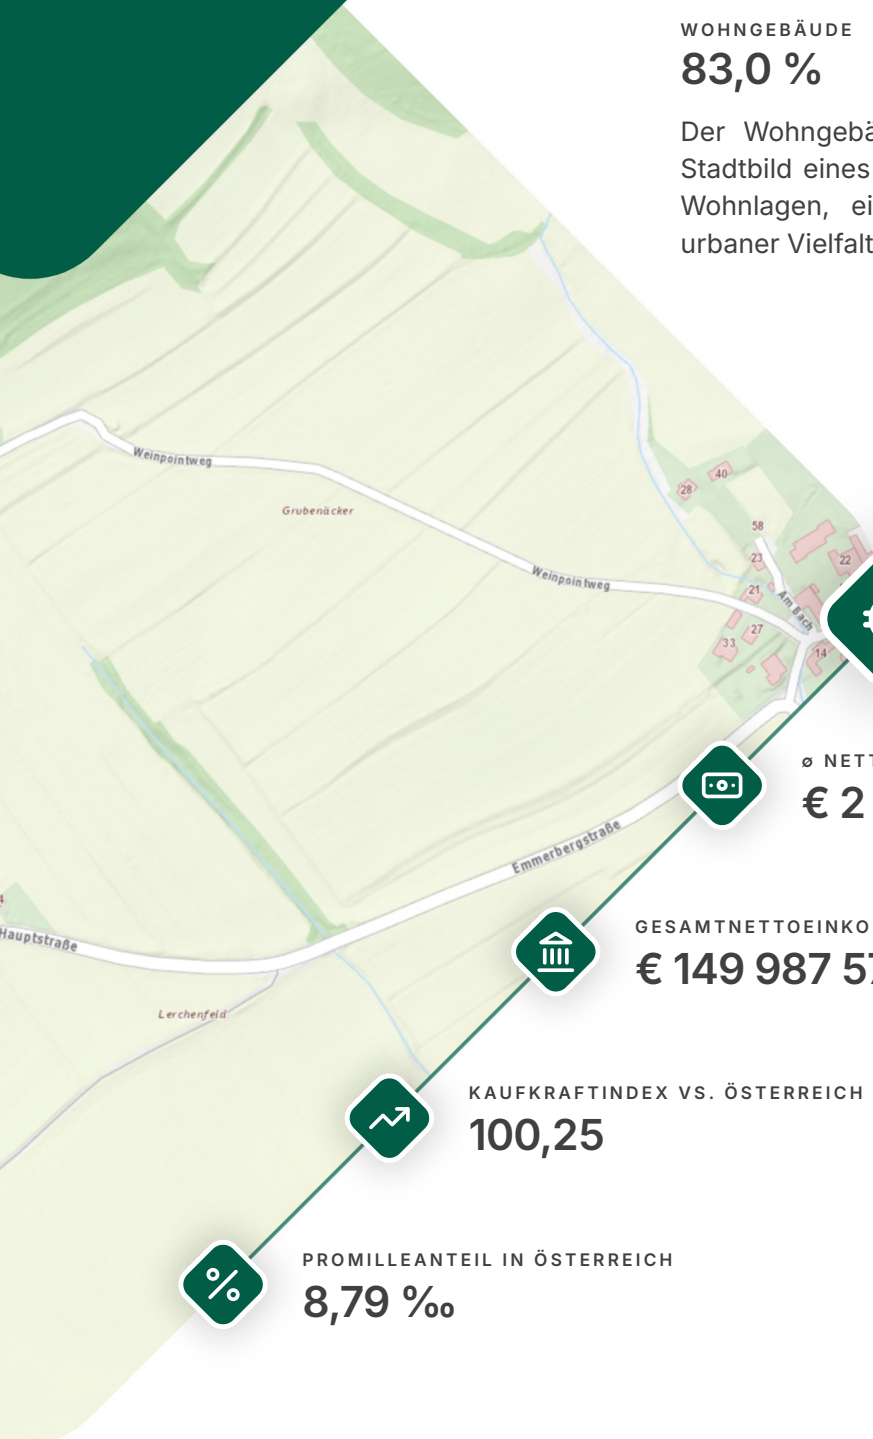 WOHNGEBÄUDE
83,0 %
Der Wohngebä
Stadtbild eines
Wohnlagen, ei
urbaner Vielfalt
Weinpointweg
Grubenäcker
Weinpointweg
40
28
58
23
22
21
Am Bach
27
33
14
Emmerbergstraße
Hauptstraße
Lerchenfeld
ø NETT
€ 2
GESAMTNETTOEINKO
€ 149 987 57
KAUFKRAFTINDEX VS. ÖSTERREICH
100,25
PROMILLEANTEIL IN ÖSTERREICH
8,79 ‰